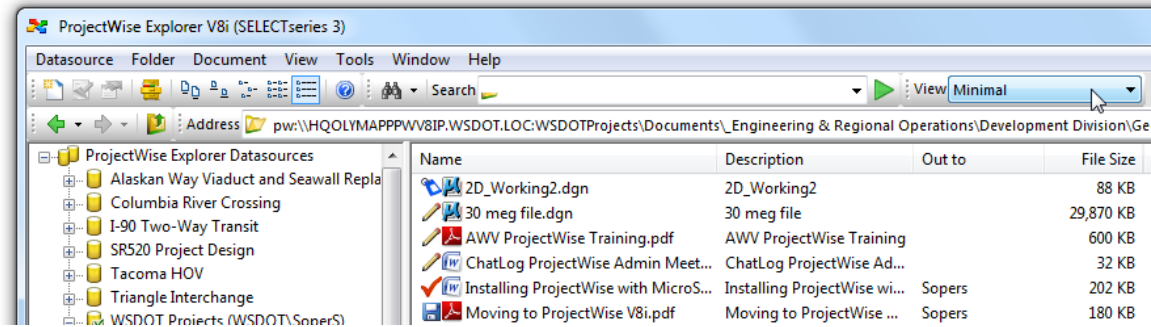 ProjectWise Explorer V8i (SELECTseries 3)
Datasource Folder Document View Tools Window Help
Search View Minimal
Address pw:\\HQOLYMAPPPWV8IP.WSDOT.LOC:WSDOTProjects\Documents\_Engineering & Regional Operations\Development Division\Ge
ProjectWise Explorer Datasources
Alaskan Way Viaduct and Seawall Repla
Columbia River Crossing
I-90 Two-Way Transit
SR520 Project Design
Tacoma HOV
Triangle Interchange
WSDOT Projects (WSDOT\SoperS)
Name Description Out to File Size
2D_Working2.dgn 2D_Working2 88 KB
30 meg file.dgn 30 meg file 29,870 KB
AWV ProjectWise Training.pdf AWV ProjectWise Training 600 KB
ChatLog ProjectWise Admin Meet... ChatLog ProjectWise Ad... 32 KB
Installing ProjectWise with MicroS... Installing ProjectWise wi... Sopers 202 KB
Moving to ProjectWise V8i.pdf Moving to ProjectWise ... Sopers 180 KB